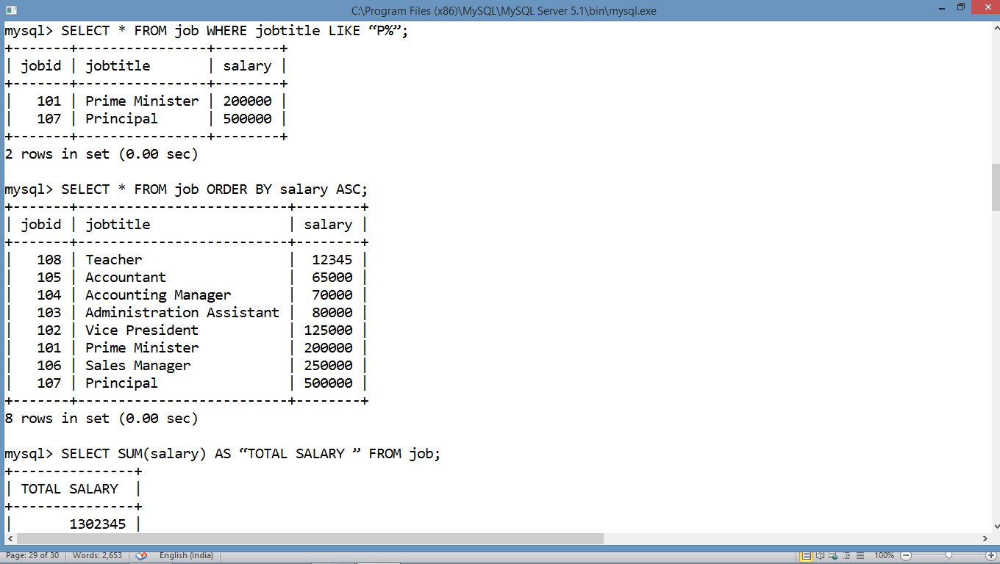 C:\Program Files (x86)\MySQL\MySQL Server 5.1\bin\mysql.exe
mysql> SELECT * FROM job WHERE jobtitle LIKE “P%”;
+-------+----------------+--------+
| jobid | jobtitle       | salary |
+-------+----------------+--------+
|   101 | Prime Minister | 200000 |
|   107 | Principal      | 500000 |
+-------+----------------+--------+
2 rows in set (0.00 sec)
mysql> SELECT * FROM job ORDER BY salary ASC;
+-------+--------------------------+--------+
| jobid | jobtitle                 | salary |
+-------+--------------------------+--------+
|   108 | Teacher                  |  12345 |
|   105 | Accountant               |  65000 |
|   104 | Accounting Manager       |  70000 |
|   103 | Administration Assistant |  80000 |
|   102 | Vice President           | 125000 |
|   101 | Prime Minister           | 200000 |
|   106 | Sales Manager            | 250000 |
|   107 | Principal                | 500000 |
+-------+--------------------------+--------+
8 rows in set (0.00 sec)
mysql> SELECT SUM(salary) AS “TOTAL SALARY ” FROM job;
+---------------+
| TOTAL SALARY  |
+---------------+
|       1302345 |
Page: 29 of 30 Words: 2,653 English (India) 100%